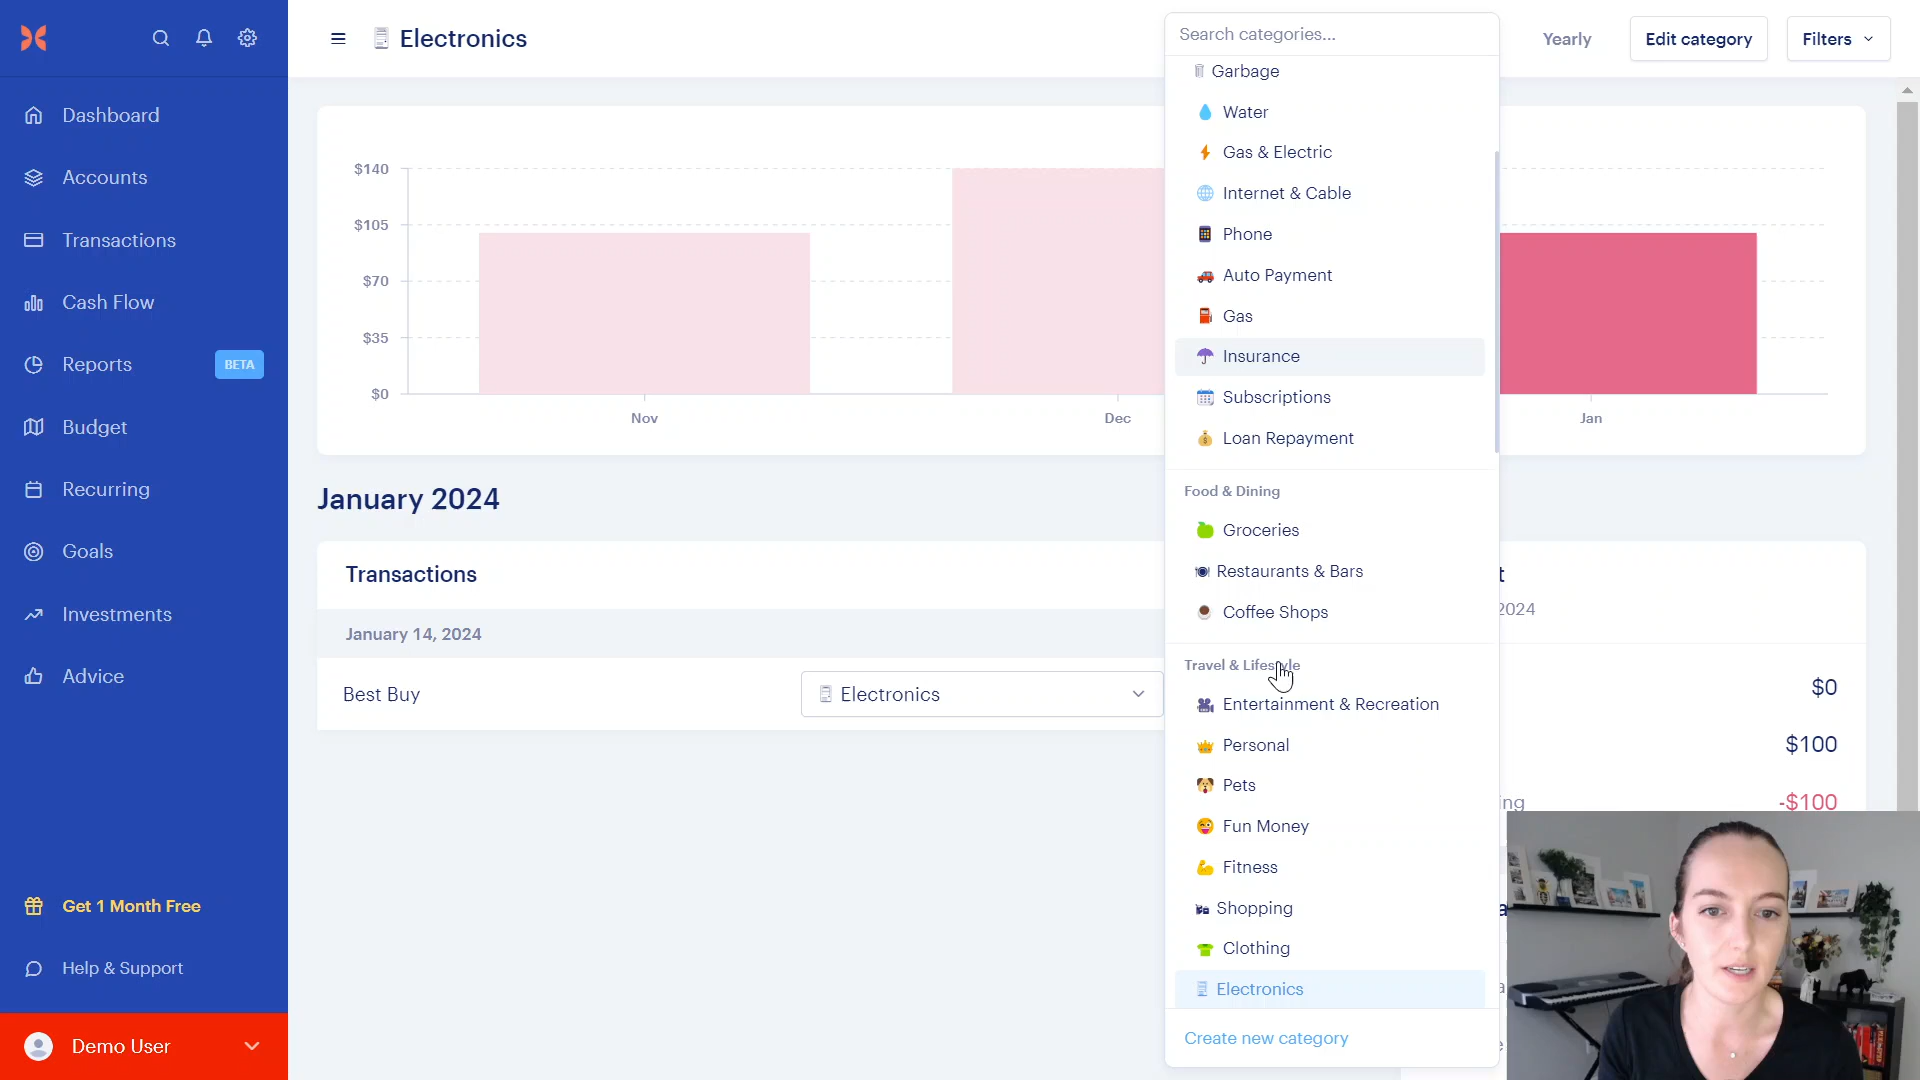 Electronics
Search categories...
Yearly
Edit category
Filters
Dashboard
Accounts
Transactions
Cash Flow
Reports
BETA
Budget
Recurring
Goals
Investments
Advice
Get 1 Month Free
Help & Support
Demo User
$140
$105
$70
$35
$0
Nov
Dec
Jan
January 2024
Transactions
January 14, 2024
Best Buy
Electronics
Garbage
Water
Gas & Electric
Internet & Cable
Phone
Auto Payment
Gas
Insurance
Subscriptions
Loan Repayment
Food & Dining
Groceries
Restaurants & Bars
Coffee Shops
Travel & Lifestyle
Entertainment & Recreation
Personal
Pets
Fun Money
Fitness
Shopping
Clothing
Electronics
Create new category
2024
$0
$100
-$100